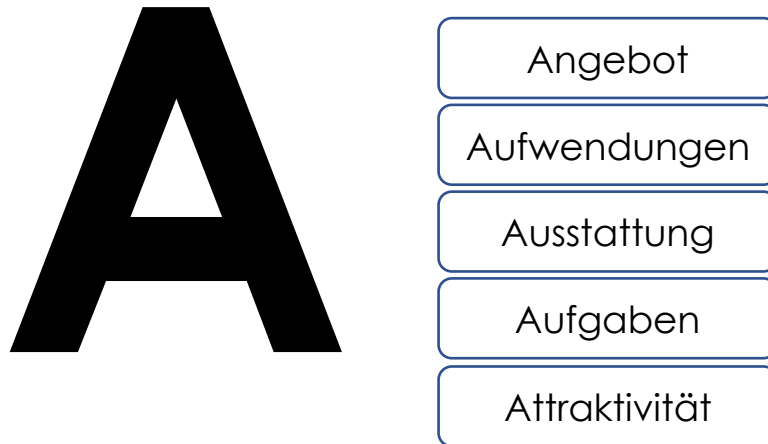 A
Angebot
Aufwendungen
Ausstattung
Aufgaben
Attraktivität